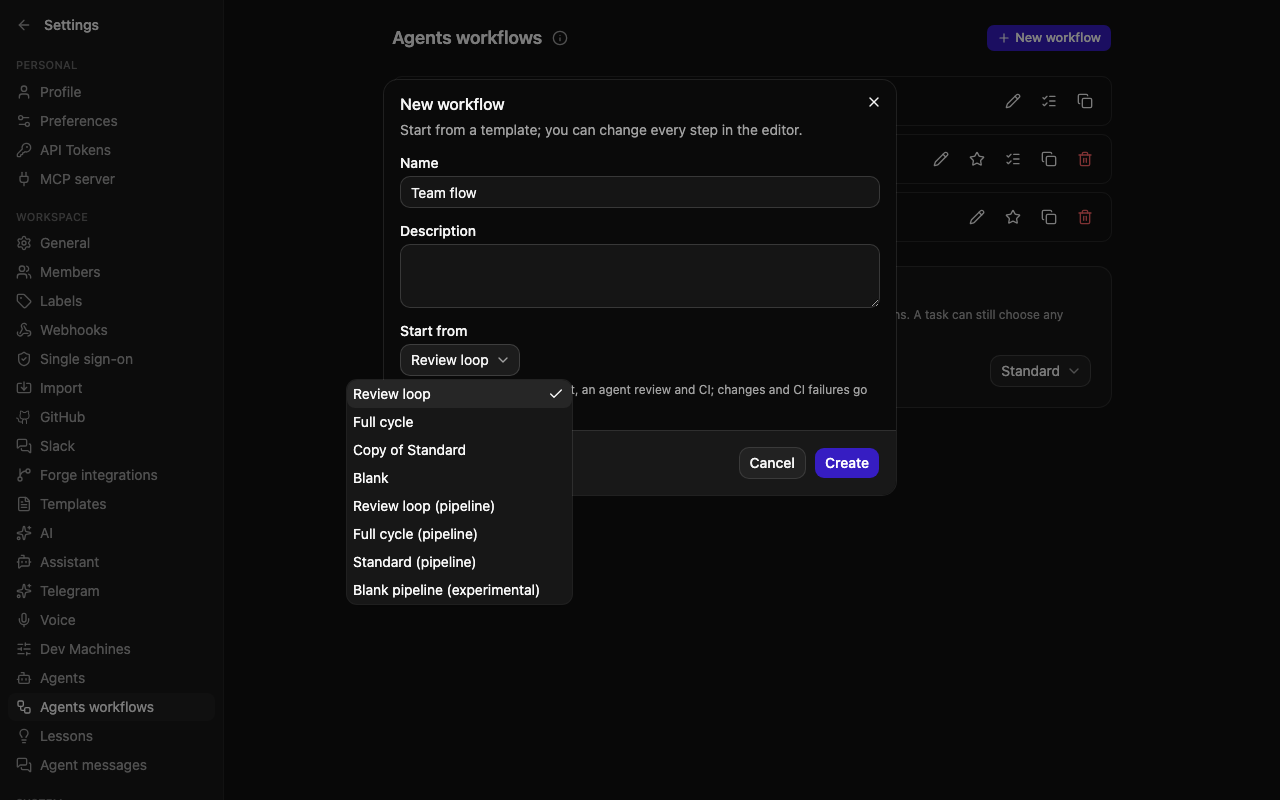 Settings
PERSONAL
Profile
Preferences
API Tokens
MCP server
WORKSPACE
General
Members
Labels
Webhooks
Single sign-on
Import
GitHub
Slack
Forge integrations
Templates
AI
Assistant
Telegram
Voice
Dev Machines
Agents
Agents workflows
Lessons
Agent messages
Agents workflows
New workflow
New workflow
Start from a template; you can change every step in the editor.
Name
Team flow
Description
Start from
Review loop
an agent review and CI; changes and CI failures go
Review loop
Full cycle
Copy of Standard
Blank
Review loop (pipeline)
Full cycle (pipeline)
Standard (pipeline)
Blank pipeline (experimental)
Cancel
Create
A task can still choose any
Standard